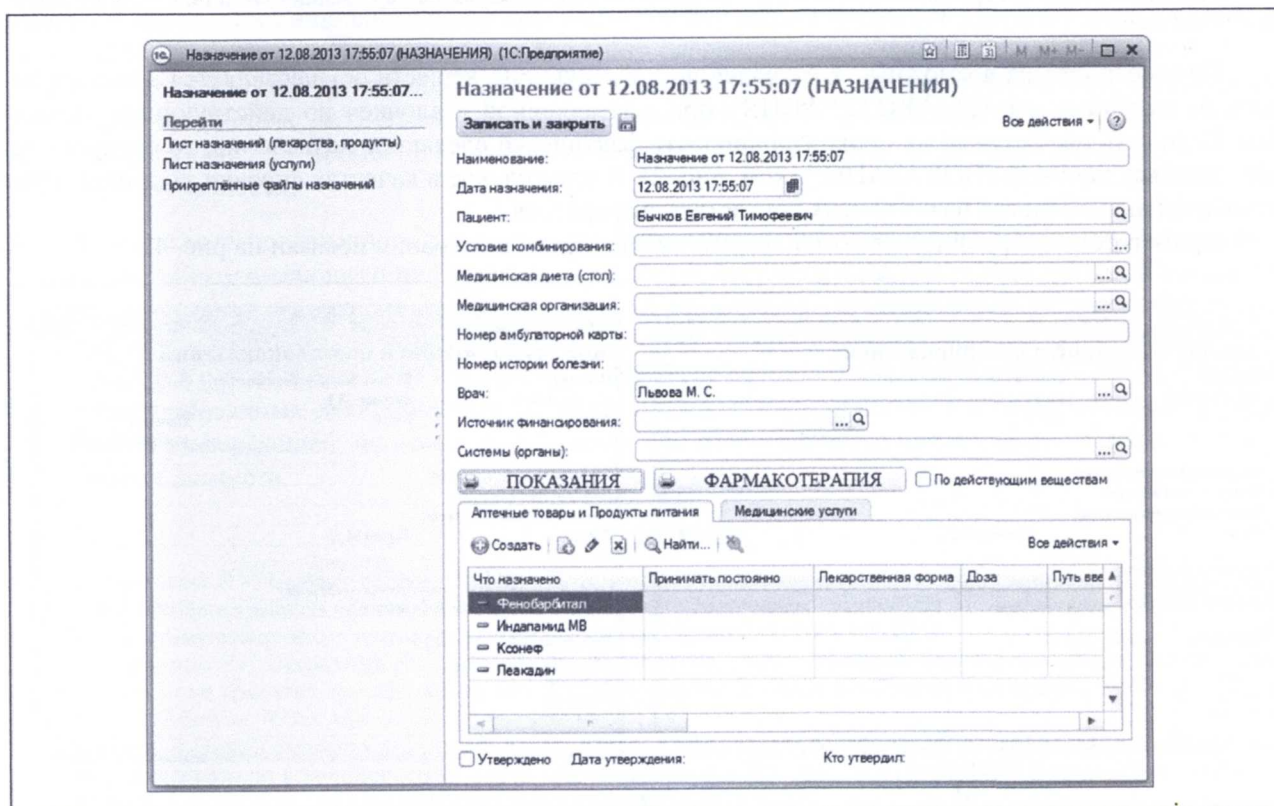 Назначение от 12.08.2013 17:55:07 (НАЗНАЧЕНИЯ) (1С:Предприятие)
M M+ M-
Назначение от 12.08.2013 17:55:07...
Перейти
Лист назначений (лекарства, продукты)
Лист назначения (услуги)
Прикреплённые файлы назначений
Назначение от 12.08.2013 17:55:07 (НАЗНАЧЕНИЯ)
Записать и закрыть Все действия
Наименование: Назначение от 12.08.2013 17:55:07
Дата назначения: 12.08.2013 17:55:07
Пациент: Бычков Евгений Тимофеевич
Условие комбинирования: ...
Медицинская диета (стол): ...
Медицинская организация: ...
Номер амбулаторной карты:
Номер истории болезни:
Врач: Львова М. С. ...
Источник финансирования: ...
Системы (органы): ...
ПОКАЗАНИЯ ФАРМАКОТЕРАПИЯ По действующим веществам
Аптечные товары и Продукты питания Медицинские услуги
Создать Найти... Все действия
Что назначено Принимать постоянно Лекарственная форма Доза Путь вве
Фенобарбитал
Индапамид МВ
Ксонеф
Леакадин
Утверждено Дата утверждения: Кто утвердил: